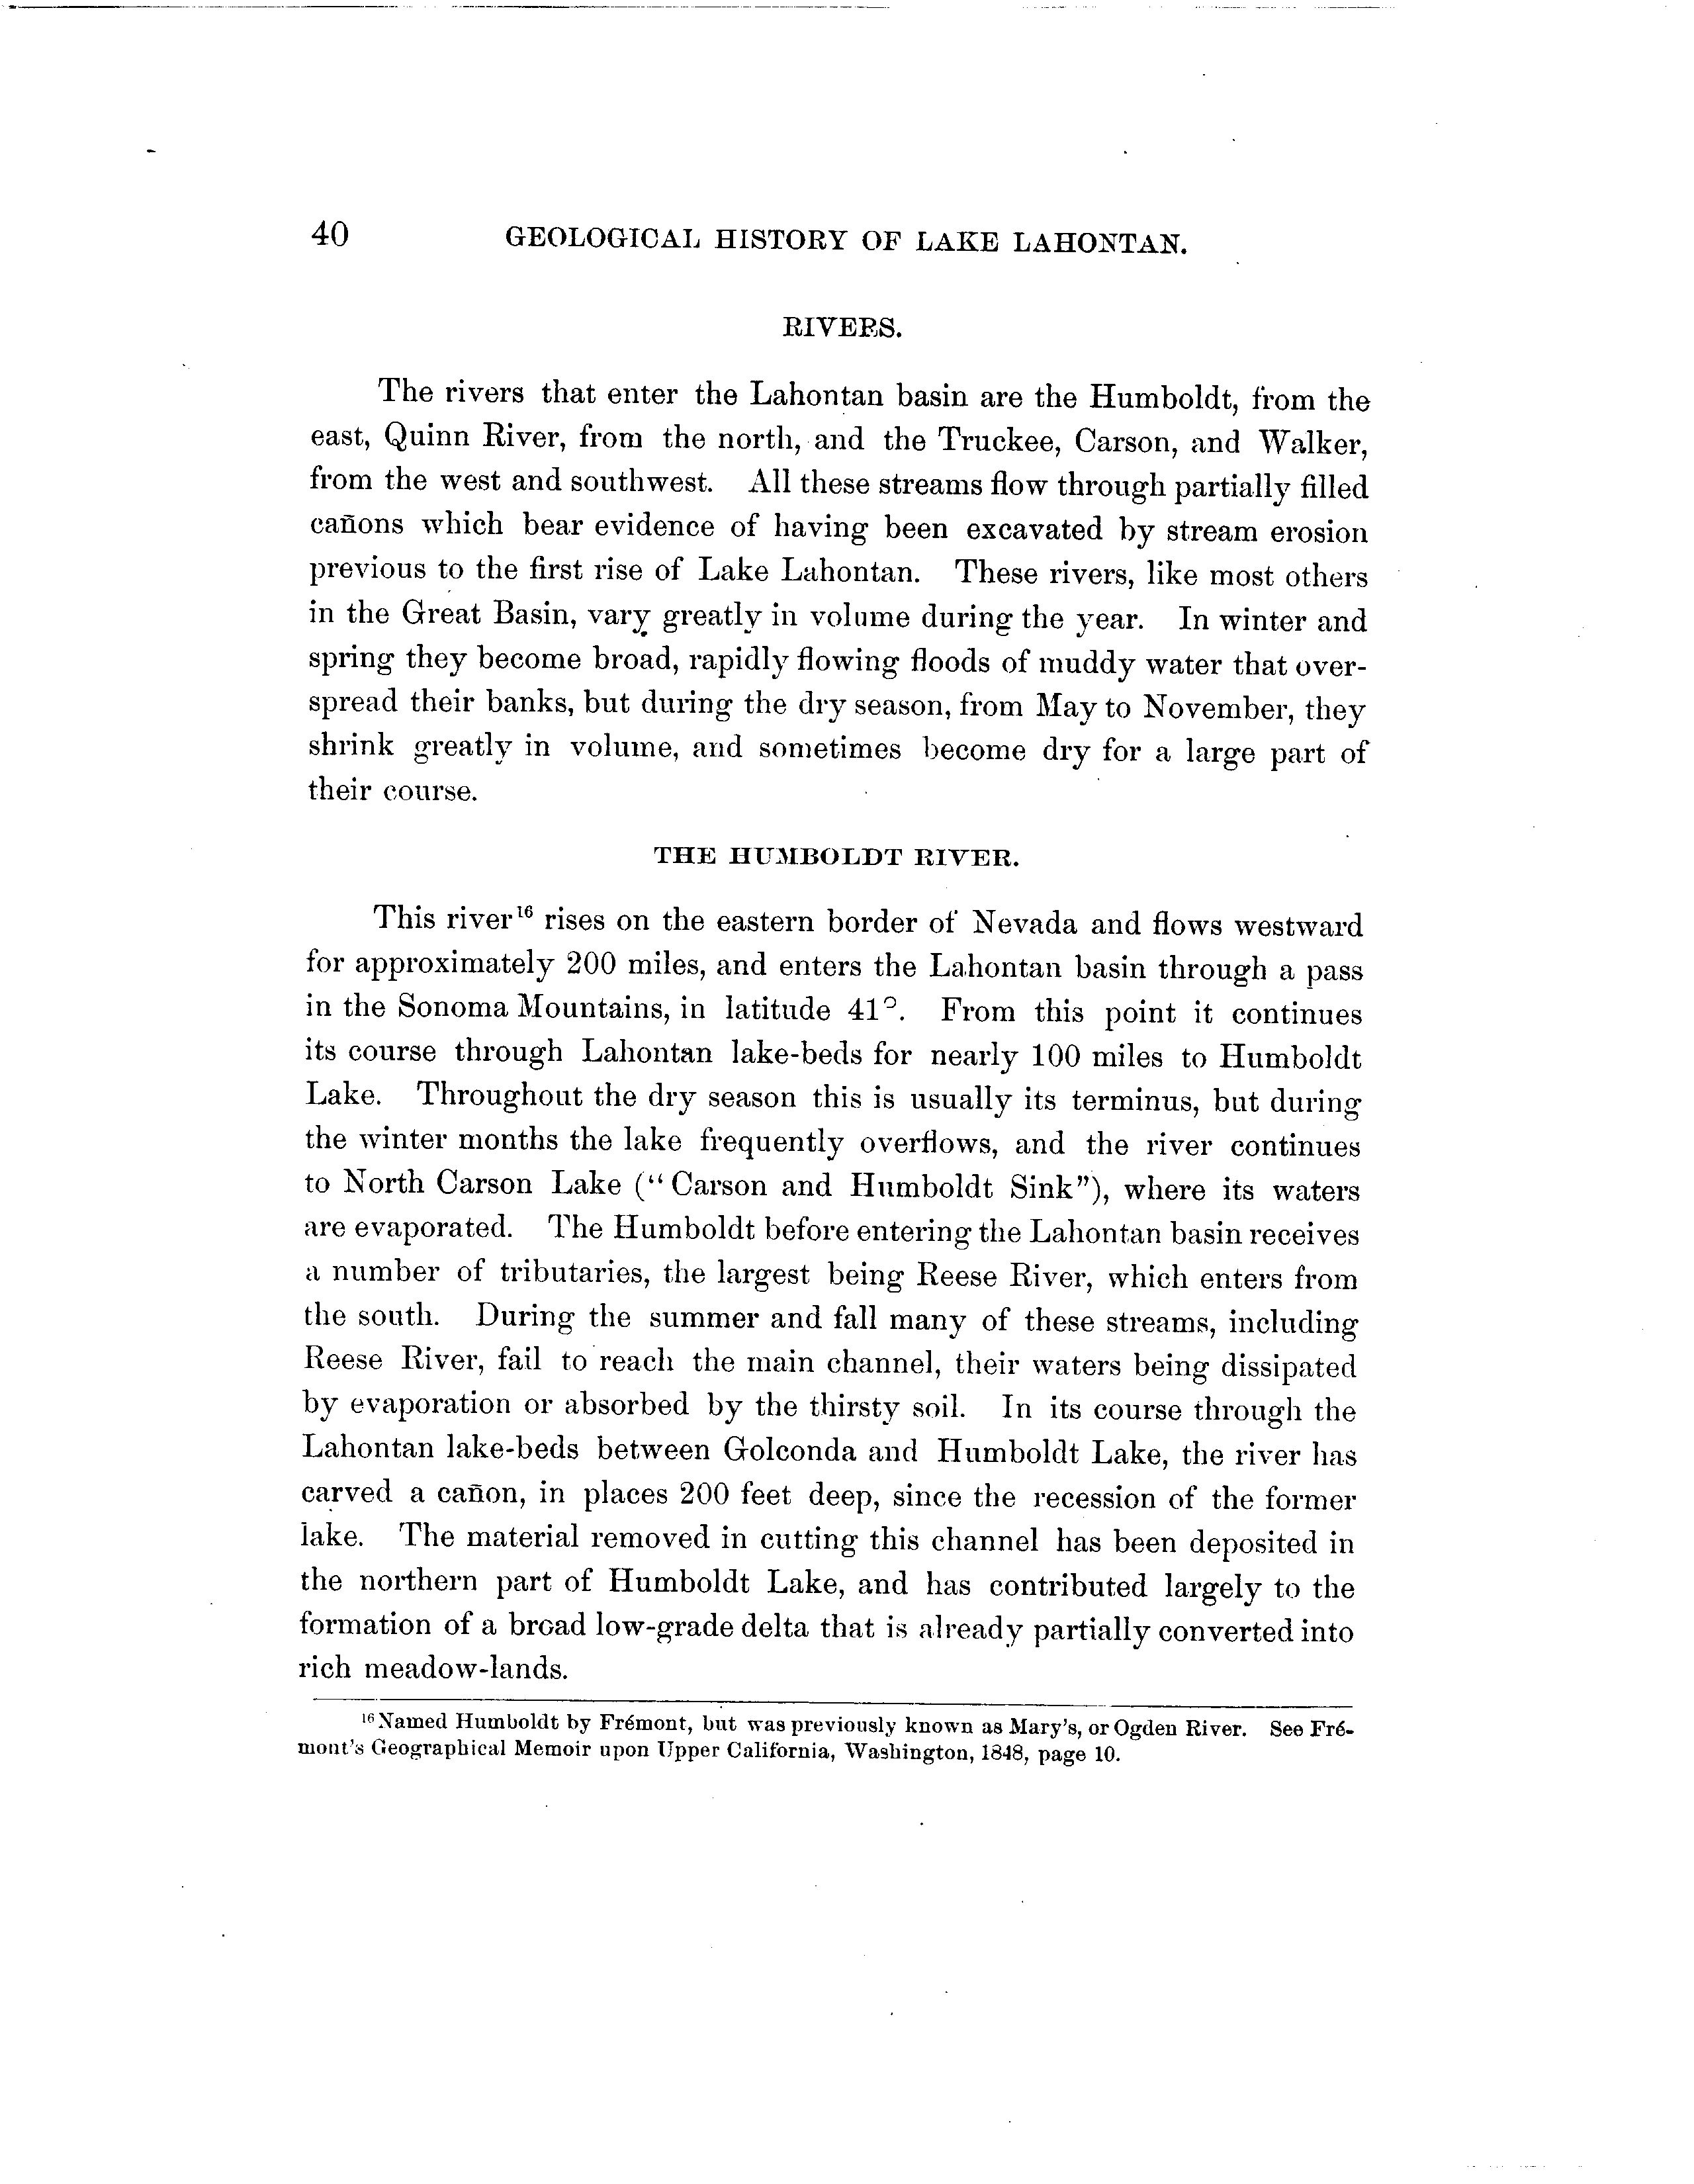 40 GEOLOGICAL HISTORY OF LAKE LAHONTAN.
RIVERS.
The rivers that enter the Lahontan basin are the Humboldt, from the
east, Quinn River, from the north, and the Truckee, Carson, and Walker,
from the west and southwest. All these streams flow through partially filled
cañons which bear evidence of having been excavated by stream erosion
previous to the first rise of Lake Lahontan. These rivers, like most others
in the Great Basin, vary greatly in volume during the year. In winter and
spring they become broad, rapidly flowing floods of muddy water that over-
spread their banks, but during the dry season, from May to November, they
shrink greatly in volume, and sometimes become dry for a large part of
their course.
THE HUMBOLDT RIVER.
This river¹⁶ rises on the eastern border of Nevada and flows westward
for approximately 200 miles, and enters the Lahontan basin through a pass
in the Sonoma Mountains, in latitude 41°. From this point it continues
its course through Lahontan lake-beds for nearly 100 miles to Humboldt
Lake. Throughout the dry season this is usually its terminus, but during
the winter months the lake frequently overflows, and the river continues
to North Carson Lake ("Carson and Humboldt Sink"), where its waters
are evaporated. The Humboldt before entering the Lahontan basin receives
a number of tributaries, the largest being Reese River, which enters from
the south. During the summer and fall many of these streams, including
Reese River, fail to reach the main channel, their waters being dissipated
by evaporation or absorbed by the thirsty soil. In its course through the
Lahontan lake-beds between Golconda and Humboldt Lake, the river has
carved a cañon, in places 200 feet deep, since the recession of the former
lake. The material removed in cutting this channel has been deposited in
the northern part of Humboldt Lake, and has contributed largely to the
formation of a broad low-grade delta that is already partially converted into
rich meadow-lands.
¹⁶ Named Humboldt by Frémont, but was previously known as Mary's, or Ogden River. See Fré-
mont's Geographical Memoir upon Upper California, Washington, 1848, page 10.